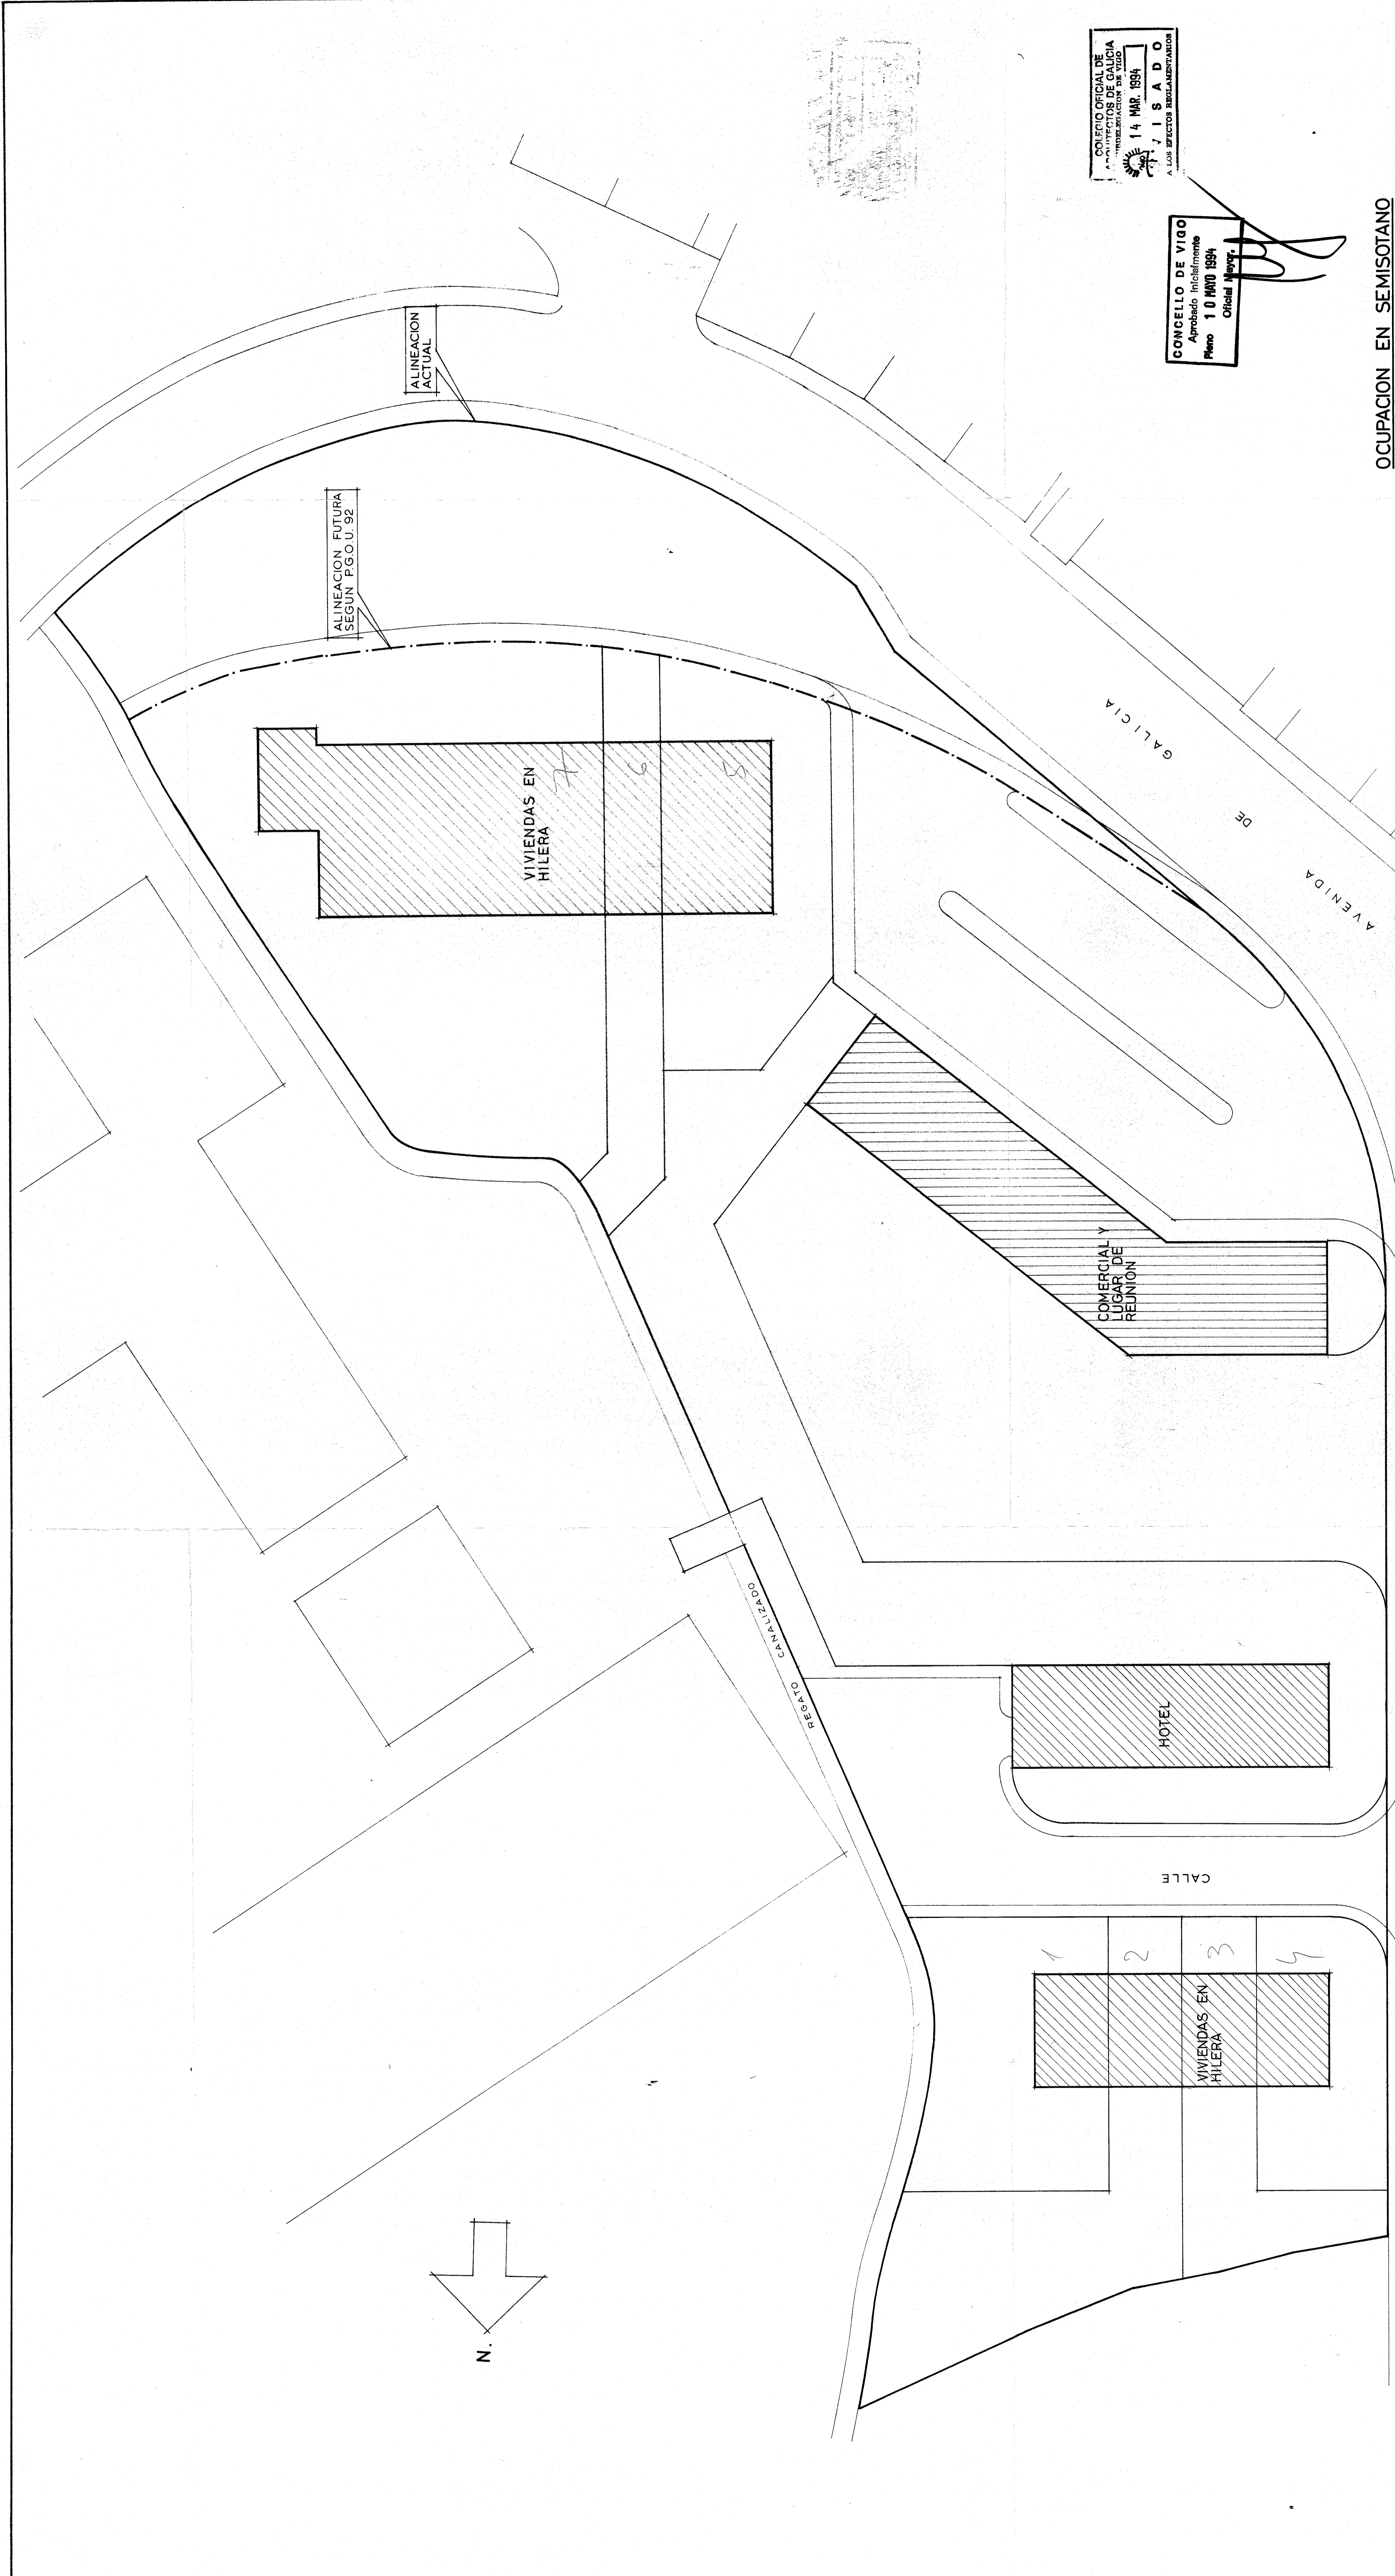 COLEGIO OFICIAL DE
ARQUITECTOS DE GALICIA
SUBDELEGACION DE VIGO
14 MAR. 1994
VISADO
A LOS EFECTOS REGLAMENTARIOS
CONCELLO DE VIGO
Aprobado Inicialmente
Pleno 10 MAYO 1994
Oficial Mayor,
OCUPACION EN SEMISOTANO
ALINEACION
ACTUAL
ALINEACION FUTURA
SEGUN P.G.O.U. 92
VIVIENDAS EN
HILERA
7
6
5
AVENIDA DE GALICIA
COMERCIAL Y
LUGAR DE
REUNION
REGATO CANALIZADO
HOTEL
CALLE
1
2
3
4
VIVIENDAS EN
HILERA
N.